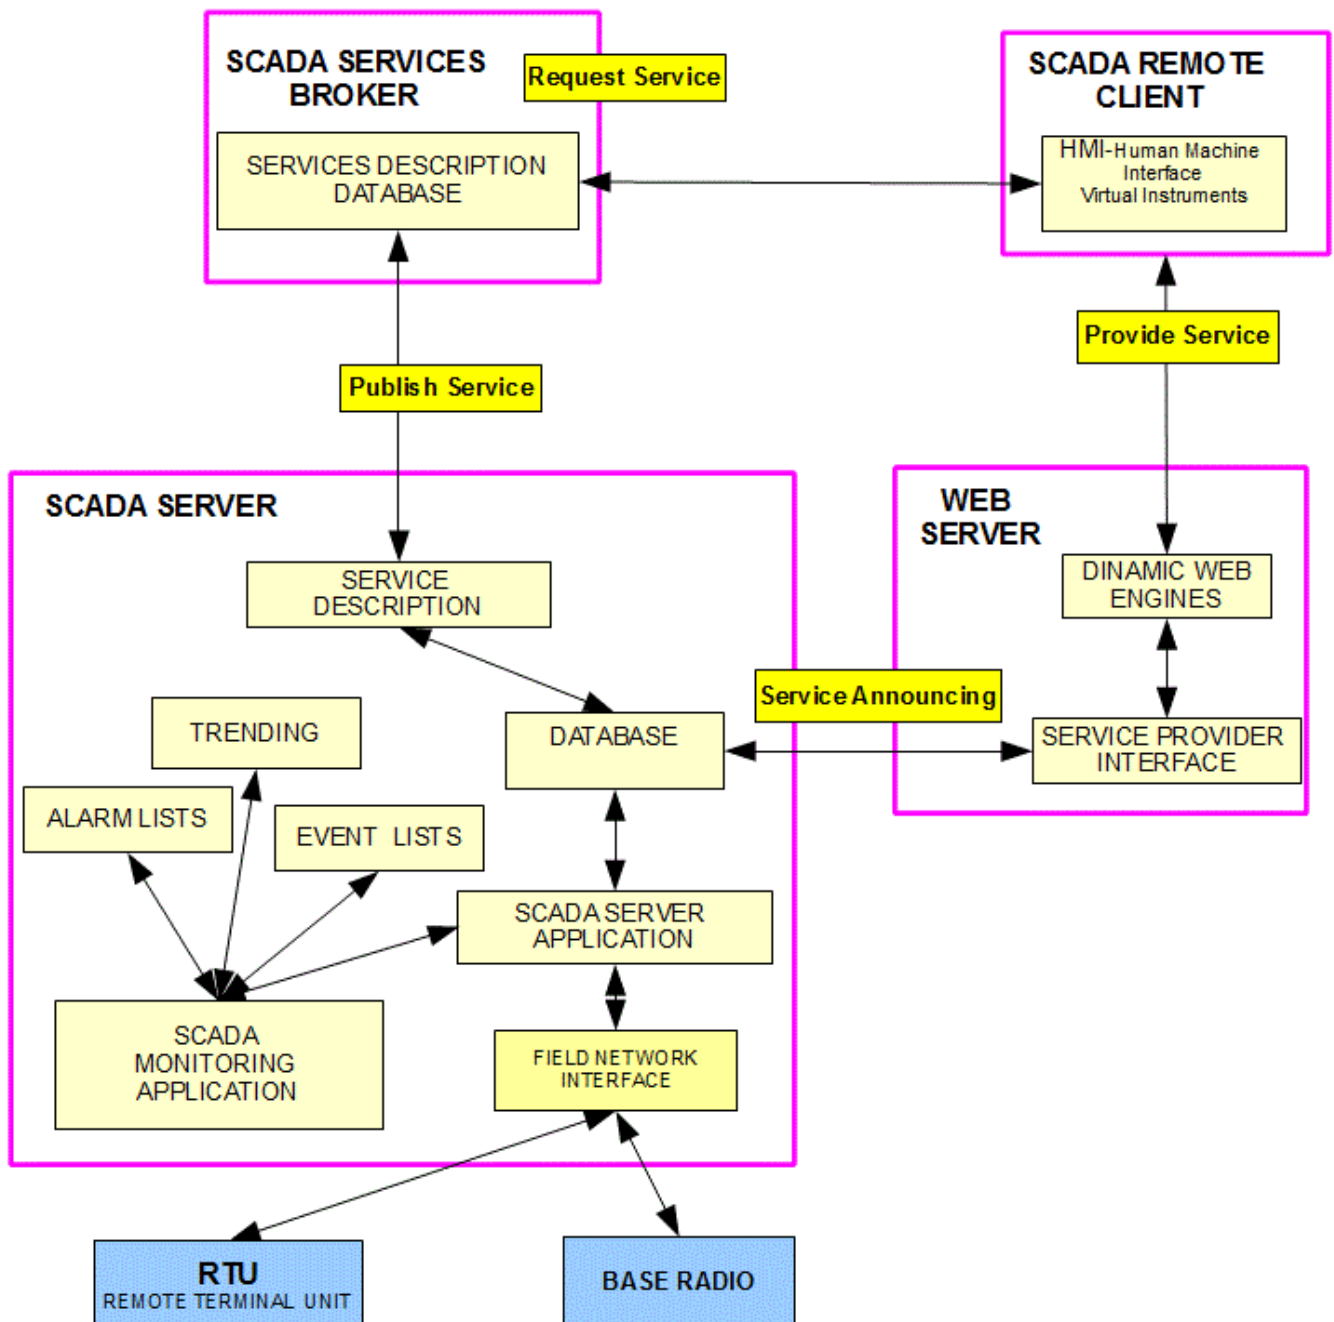 SCADA SERVICES
BROKER
Request Service
SCADA REMOTE
CLIENT
SERVICES DESCRIPTION
DATABASE
HMI-Human Machine
Interface
Virtual Instruments
Provide Service
Publish Service
SCADA SERVER
WEB
SERVER
SERVICE
DESCRIPTION
DINAMIC WEB
ENGINES
Service Announcing
TRENDING
DATABASE
SERVICE PROVIDER
INTERFACE
ALARM LISTS
EVENT LISTS
SCADA SERVER
APPLICATION
SCADA
MONITORING
APPLICATION
FIELD NETWORK
INTERFACE
RTU
REMOTE TERMINAL UNIT
BASE RADIO